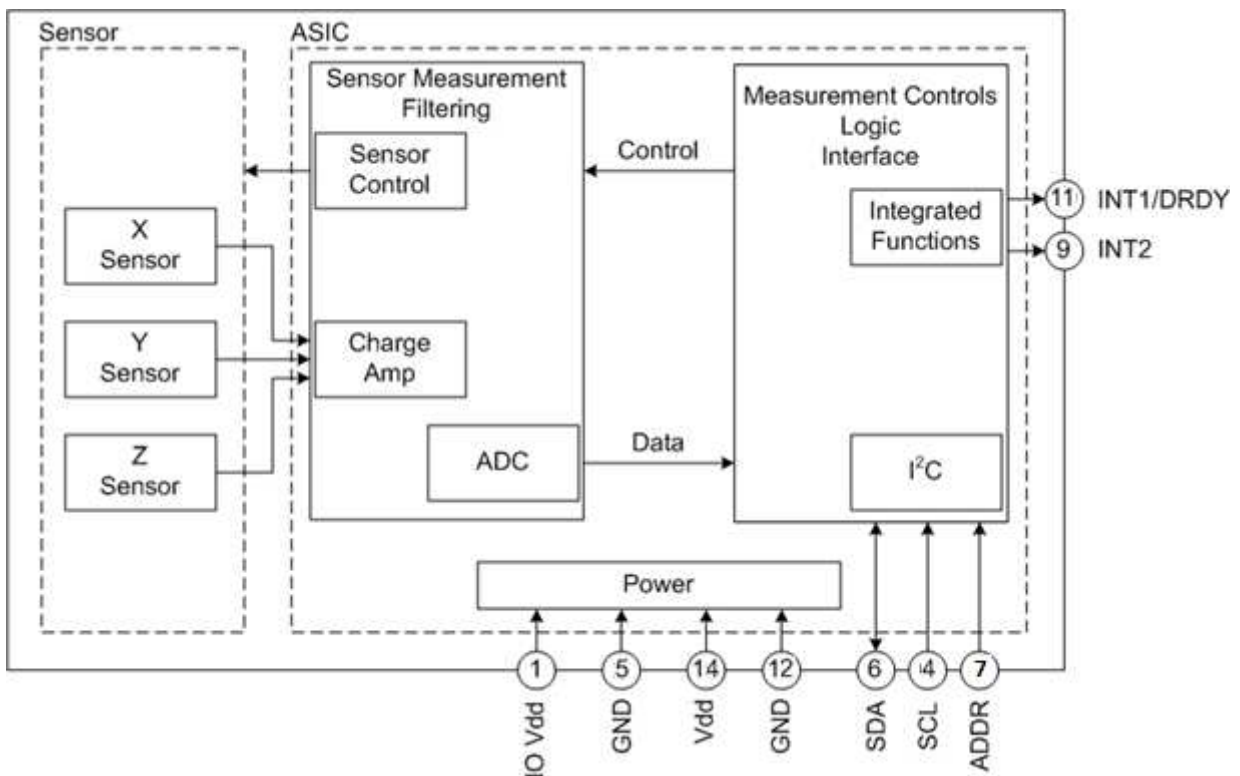 Sensor
ASIC
Sensor Measurement
Filtering
Measurement Controls
Logic
Interface
Sensor
Control
Control
Integrated
Functions
11
INT1/DRDY
9
INT2
X
Sensor
Y
Sensor
Charge
Amp
Z
Sensor
ADC
Data
I²C
Power
1
5
14
12
6
4
7
IO Vdd
GND
Vdd
GND
SDA
SCL
ADDR